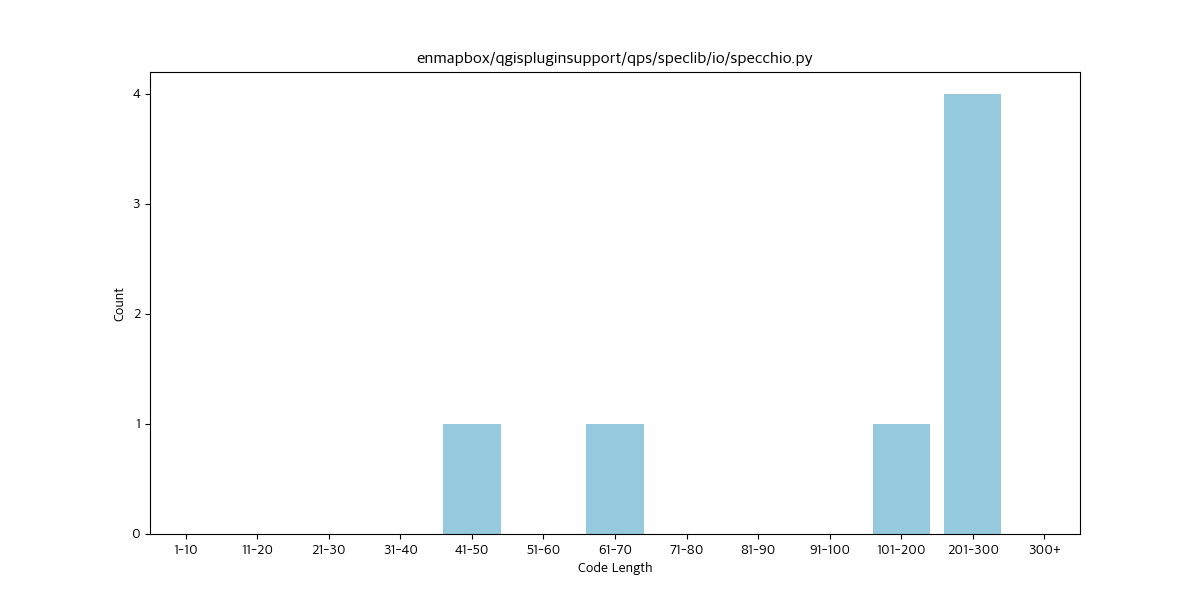 enmapbox/qgispluginsupport/qps/speclib/io/specchio.py
4
3
2
1
0
Count
1-10 11-20 21-30 31-40 41-50 51-60 61-70 71-80 81-90 91-100 101-200 201-300 300+
Code Length